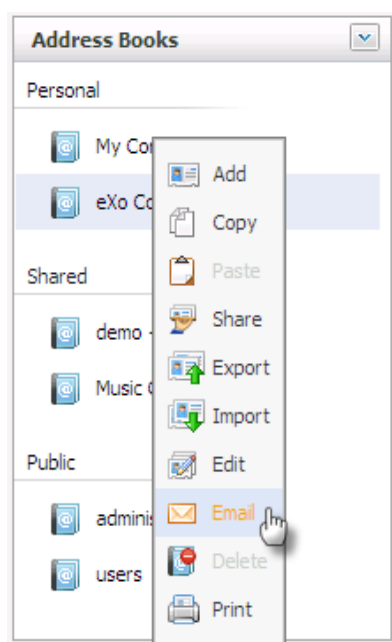 Address Books
Personal
My Co
eXo Co
Shared
demo -
Music
Public
adminis
users
Add
Copy
Paste
Share
Export
Import
Edit
Email
Delete
Print